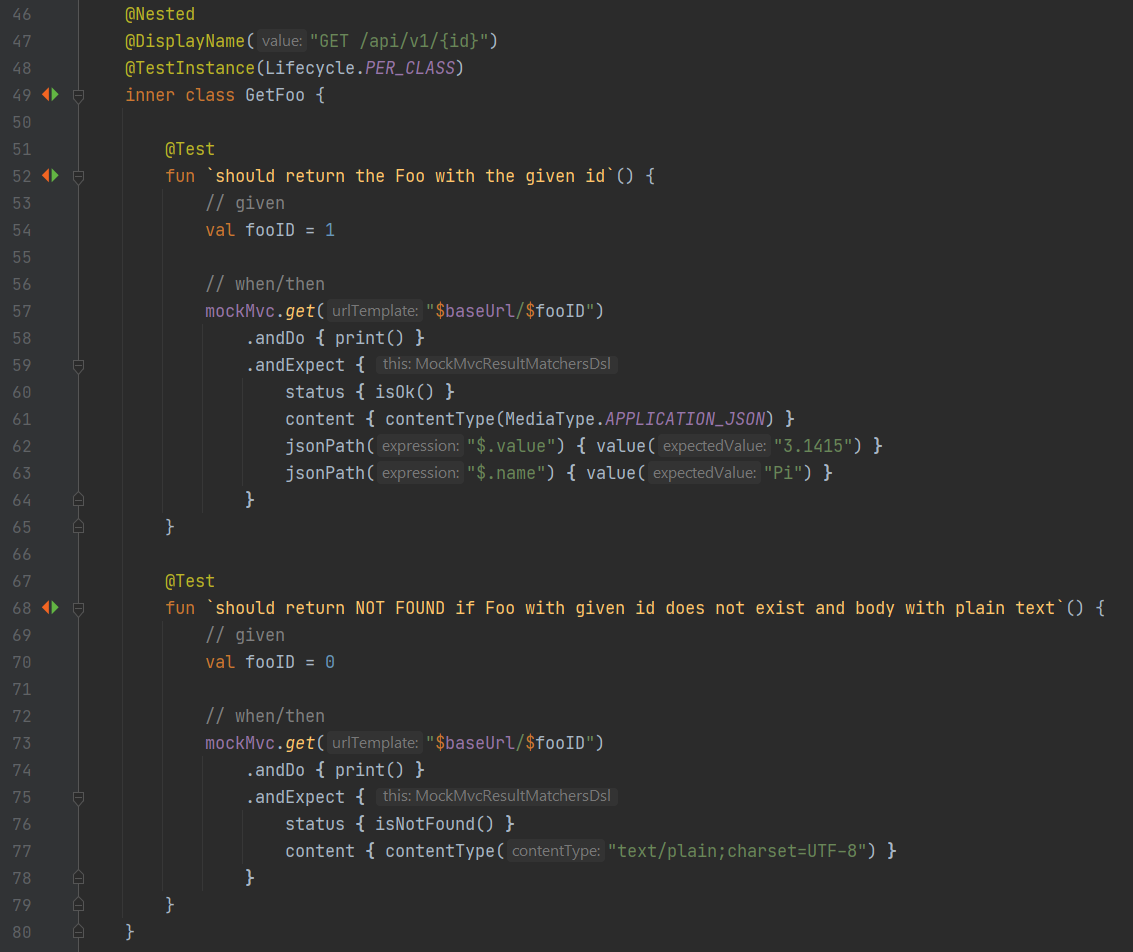 46 @Nested
47 @DisplayName( value: "GET /api/v1/{id}")
48 @TestInstance(Lifecycle.PER_CLASS)
49 inner class GetFoo {
50
51 @Test
52 fun `should return the Foo with the given id`() {
53 // given
54 val fooID = 1
55
56 // when/then
57 mockMvc.get( urlTemplate: "$baseUrl/$fooID")
58 .andDo { print() }
59 .andExpect { this: MockMvcResultMatchersDsl
60 status { isOk() }
61 content { contentType(MediaType.APPLICATION_JSON) }
62 jsonPath( expression: "$.value") { value( expectedValue: "3.1415") }
63 jsonPath( expression: "$.name") { value( expectedValue: "Pi") }
64 }
65 }
66
67 @Test
68 fun `should return NOT FOUND if Foo with given id does not exist and body with plain text`() {
69 // given
70 val fooID = 0
71
72 // when/then
73 mockMvc.get( urlTemplate: "$baseUrl/$fooID")
74 .andDo { print() }
75 .andExpect { this: MockMvcResultMatchersDsl
76 status { isNotFound() }
77 content { contentType( contentType: "text/plain;charset=UTF-8") }
78 }
79 }
80 }